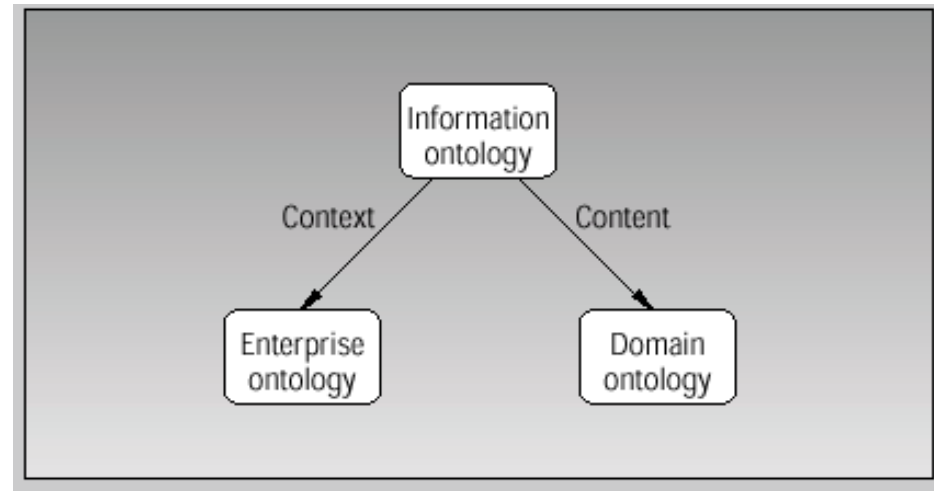 Information
ontology
Context
Content
Enterprise
ontology
Domain
ontology